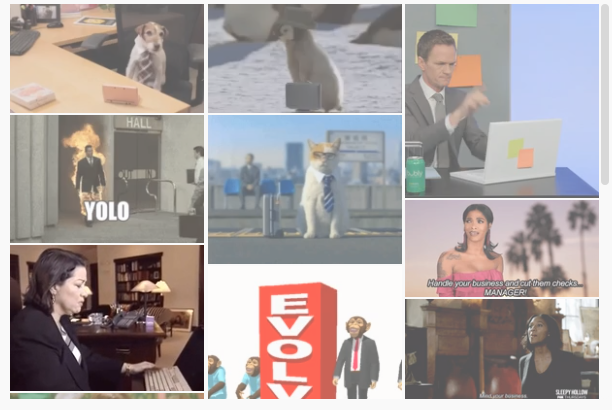 HALL
YOLO
EVOLV
Handle your business and cut them checks...
MANAGER!
Mind your business.
SLEEPY HOLLOW